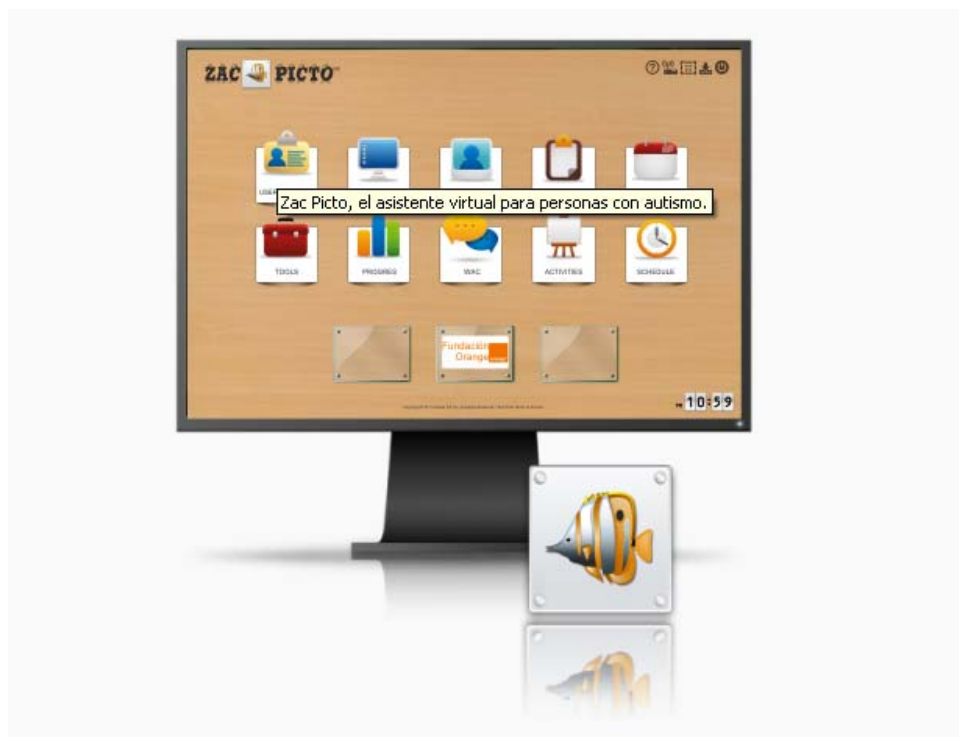 ZAC PICTO
Zac Picto, el asistente virtual para personas con autismo.
TOOLS PROGRES WAC ACTIVITIES SCHEDULE
Fundación
Orange
10:59